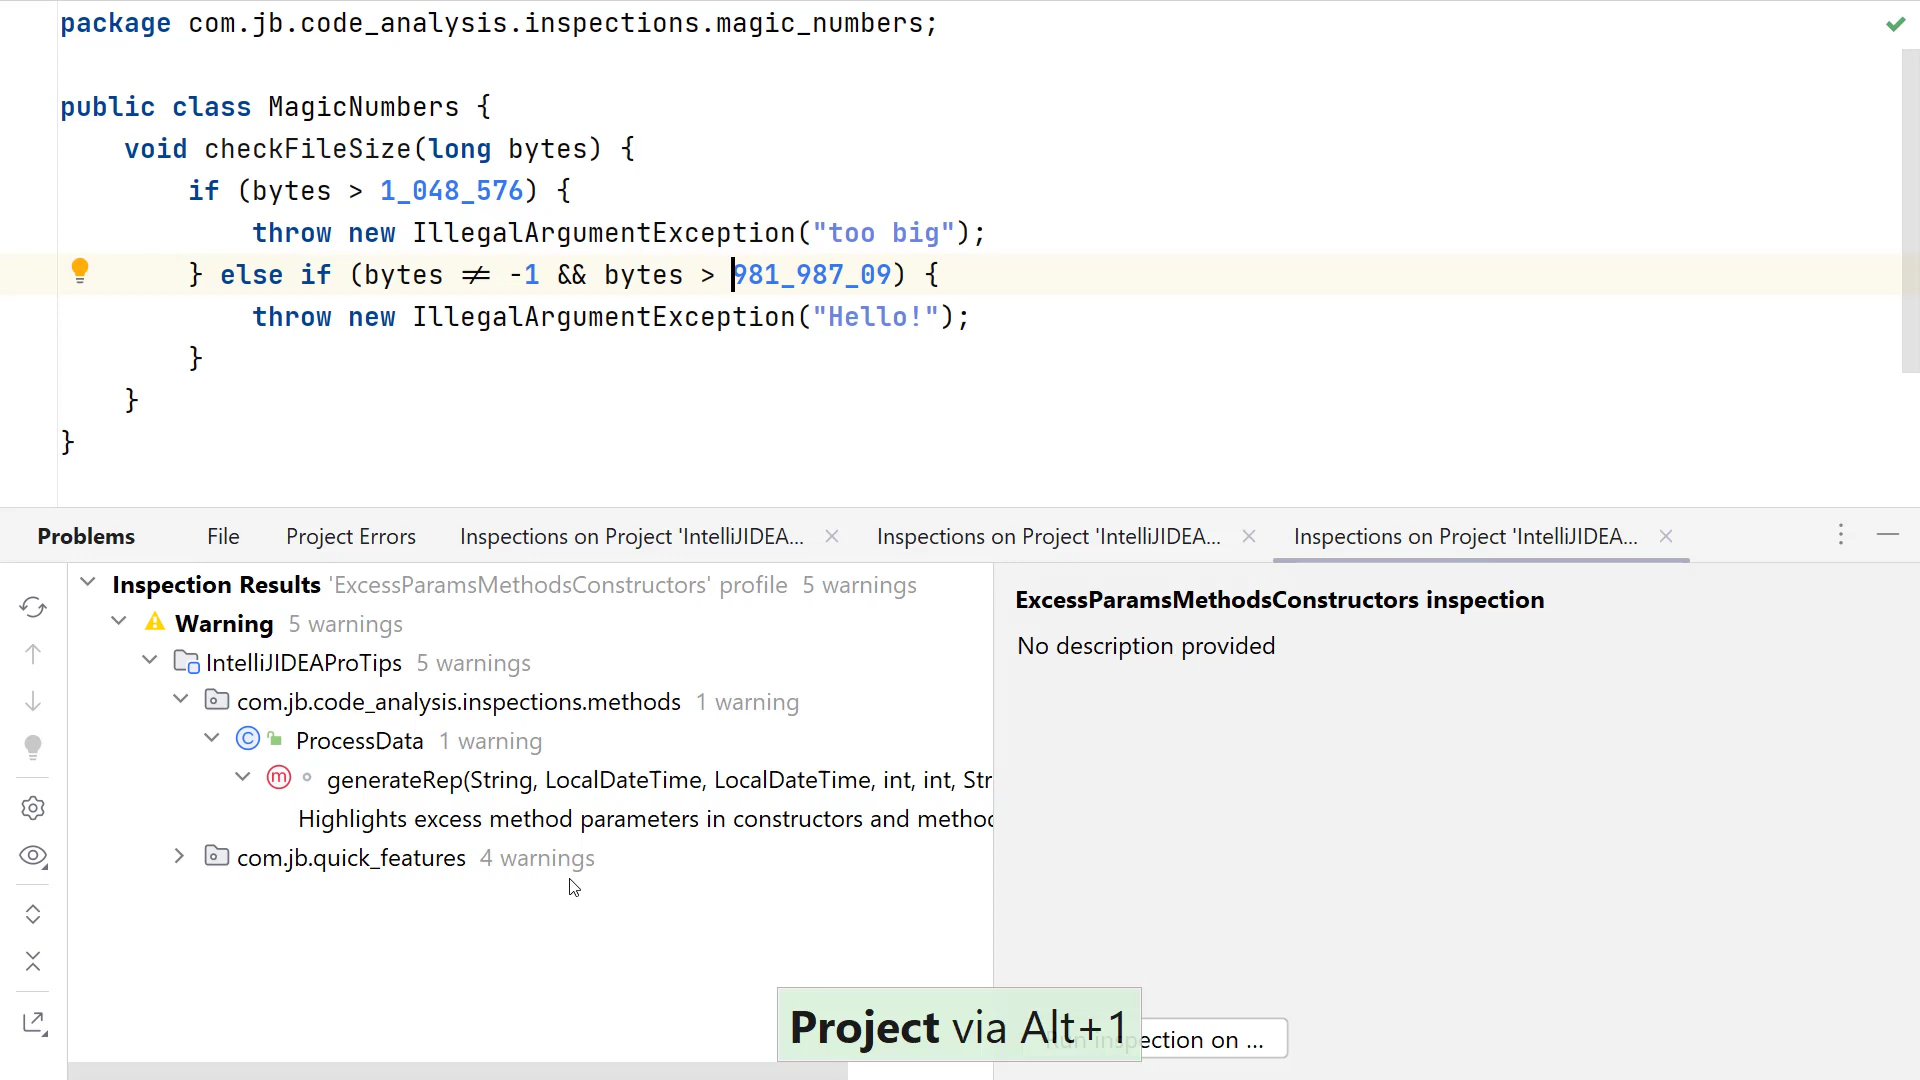 package com.jb.code_analysis.inspections.magic_numbers;
public class MagicNumbers {
void checkFileSize(long bytes) {
if (bytes > 1_048_576) {
throw new IllegalArgumentException("too big");
} else if (bytes ≠ -1 && bytes > 981_987_09) {
throw new IllegalArgumentException("Hello!");
}
}
}
Problems File Project Errors Inspections on Project 'IntelliJIDEA... Inspections on Project 'IntelliJIDEA... Inspections on Project 'IntelliJIDEA...
Inspection Results 'ExcessParamsMethodsConstructors' profile 5 warnings
Warning 5 warnings
IntelliJIDEAProTips 5 warnings
com.jb.code_analysis.inspections.methods 1 warning
ProcessData 1 warning
generateRep(String, LocalDateTime, LocalDateTime, int, int, Str
Highlights excess method parameters in constructors and metho
com.jb.quick_features 4 warnings
ExcessParamsMethodsConstructors inspection
No description provided
Project via Alt+1
Run inspection on ...